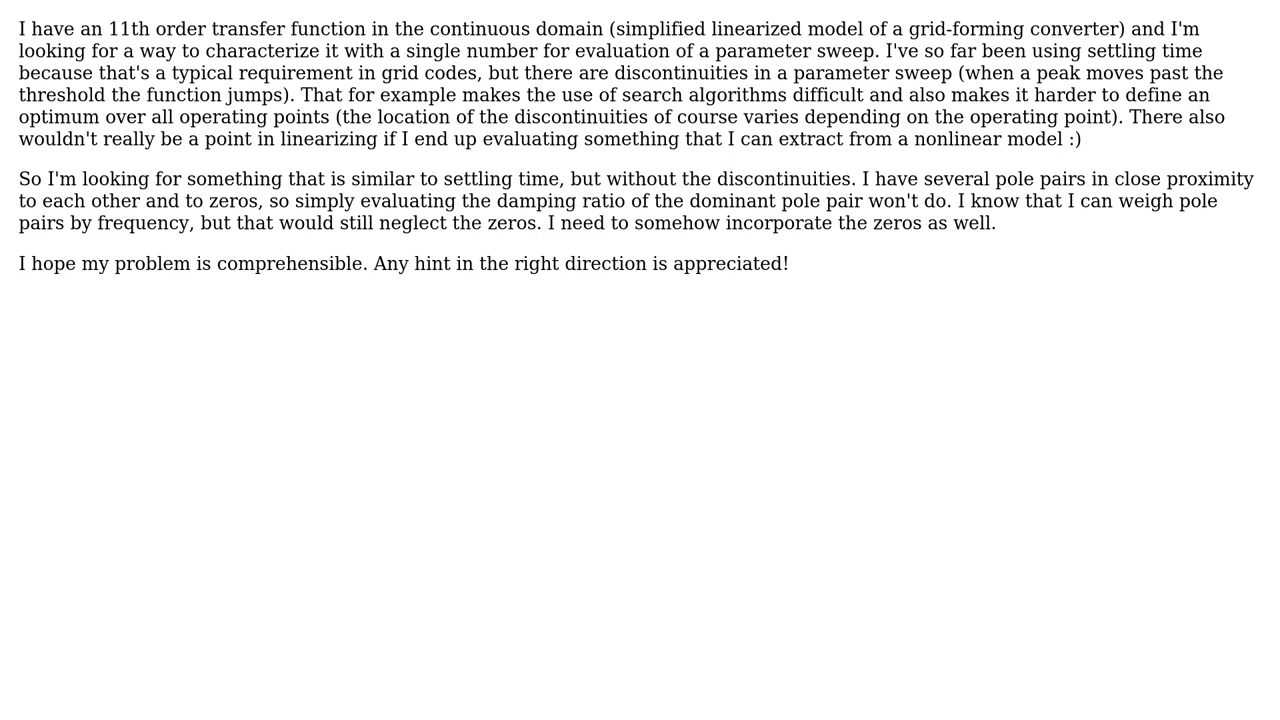 I have an 11th order transfer function in the continuous domain (simplified linearized model of a grid-forming converter) and I'm
looking for a way to characterize it with a single number for evaluation of a parameter sweep. I've so far been using settling time
because that's a typical requirement in grid codes, but there are discontinuities in a parameter sweep (when a peak moves past the
threshold the function jumps). That for example makes the use of search algorithms difficult and also makes it harder to define an
optimum over all operating points (the location of the discontinuities of course varies depending on the operating point). There also
wouldn't really be a point in linearizing if I end up evaluating something that I can extract from a nonlinear model :)
So I'm looking for something that is similar to settling time, but without the discontinuities. I have several pole pairs in close proximity
to each other and to zeros, so simply evaluating the damping ratio of the dominant pole pair won't do. I know that I can weigh pole
pairs by frequency, but that would still neglect the zeros. I need to somehow incorporate the zeros as well.
I hope my problem is comprehensible. Any hint in the right direction is appreciated!